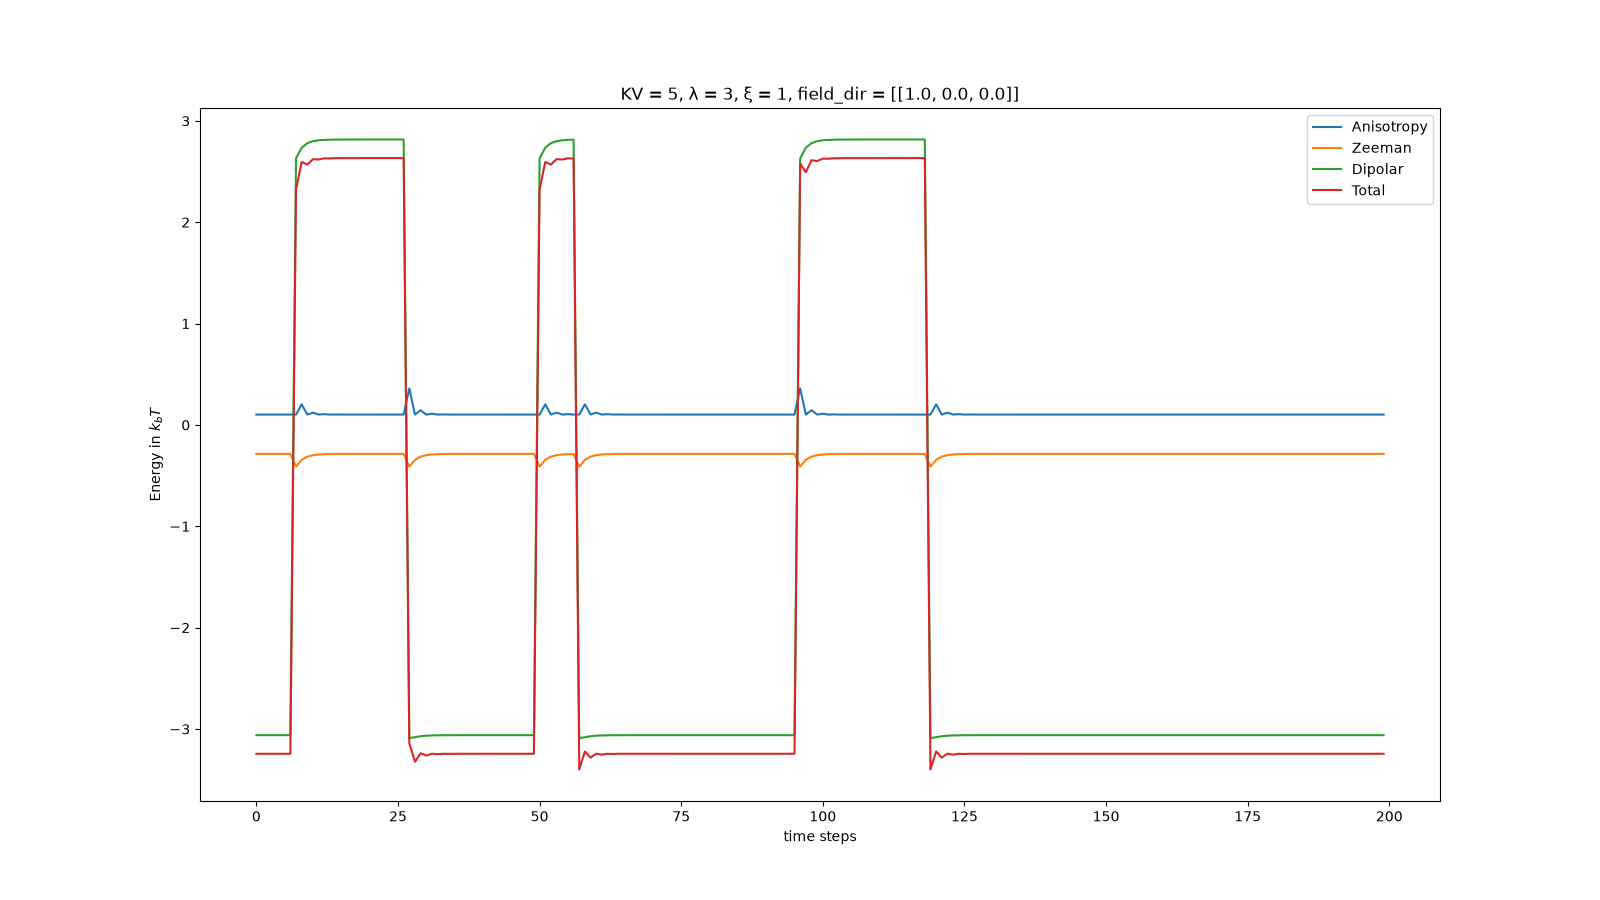 KV = 5, λ = 3, ξ = 1, field_dir = [[1.0, 0.0, 0.0]]
Anisotropy
Zeeman
Dipolar
Total
3
2
1
0
−1
−2
−3
Energy in k_bT
0 25 50 75 100 125 150 175 200
time steps